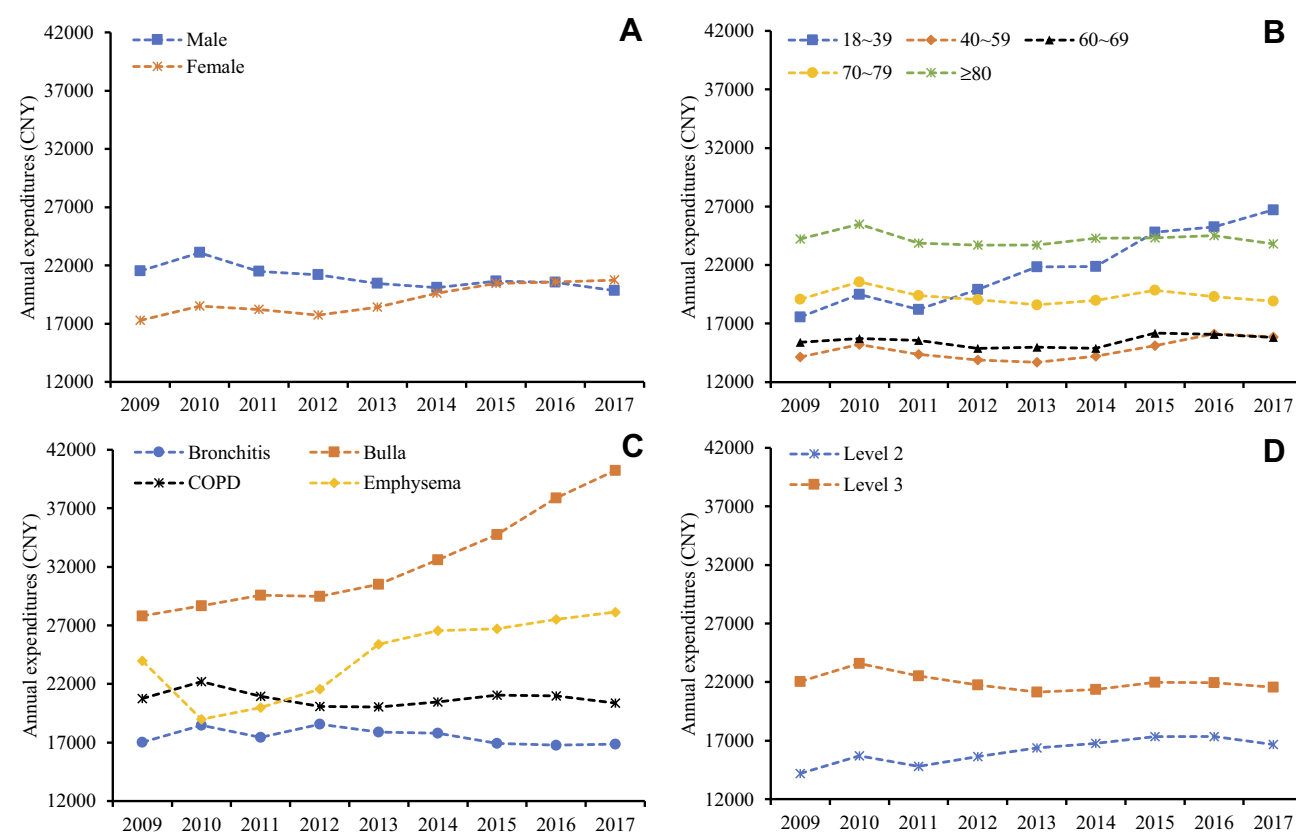 A
Male
Female
Annual expenditures (CNY)
42000
37000
32000
27000
22000
17000
12000
2009 2010 2011 2012 2013 2014 2015 2016 2017
B
18~39 40~59 60~69
70~79 ≥80
Annual expenditures (CNY)
42000
37000
32000
27000
22000
17000
12000
2009 2010 2011 2012 2013 2014 2015 2016 2017
C
Bronchitis Bulla
COPD Emphysema
Annual expenditures (CNY)
42000
37000
32000
27000
22000
17000
12000
2009 2010 2011 2012 2013 2014 2015 2016 2017
D
Level 2
Level 3
Annual expenditures (CNY)
42000
37000
32000
27000
22000
17000
12000
2009 2010 2011 2012 2013 2014 2015 2016 2017